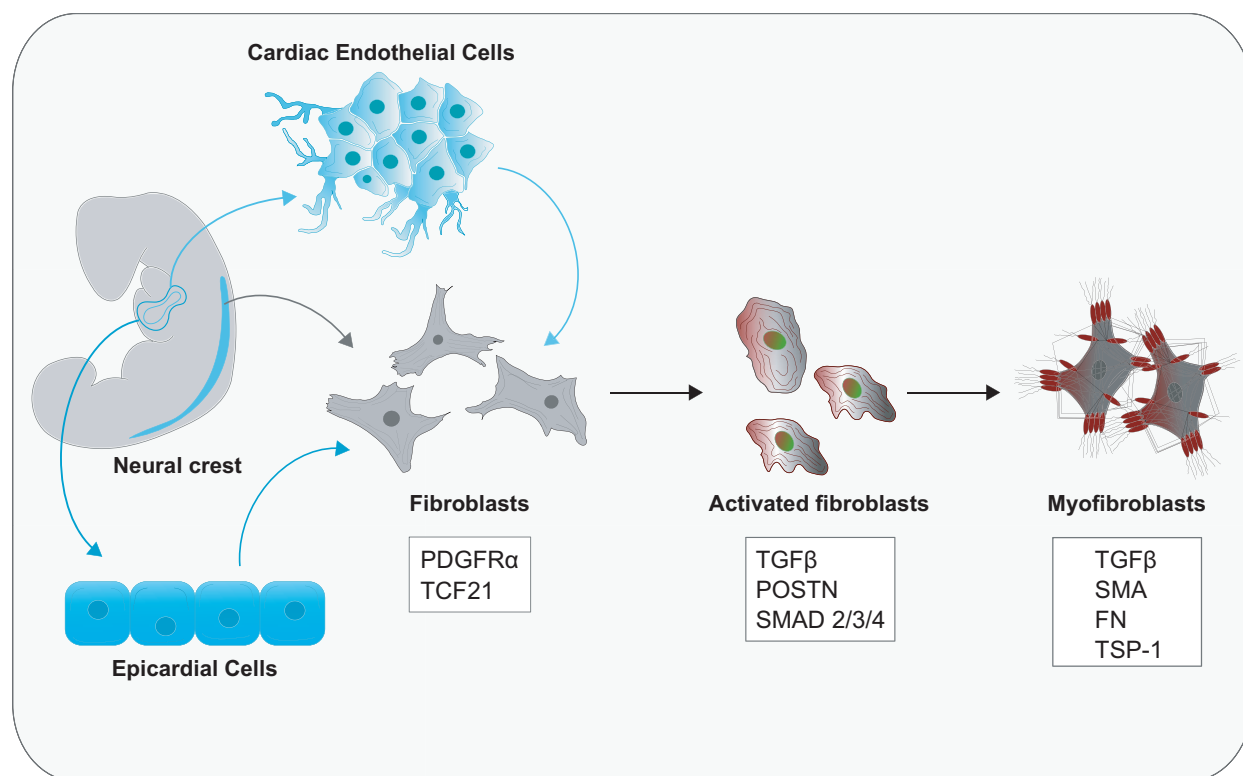 Cardiac Endothelial Cells
Neural crest
Epicardial Cells
Fibroblasts
PDGFRα
TCF21
Activated fibroblasts
TGFβ
POSTN
SMAD 2/3/4
Myofibroblasts
TGFβ
SMA
FN
TSP-1